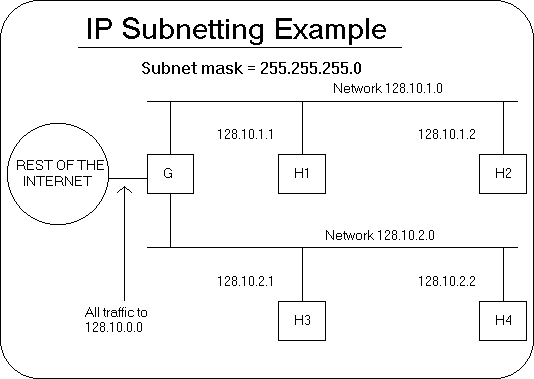 IP Subnetting Example
Subnet mask = 255.255.255.0
Network 128.10.1.0
128.10.1.1
128.10.1.2
REST OF THE
INTERNET
G
H1
H2
Network 128.10.2.0
128.10.2.1
128.10.2.2
All traffic to
128.10.0.0
H3
H4